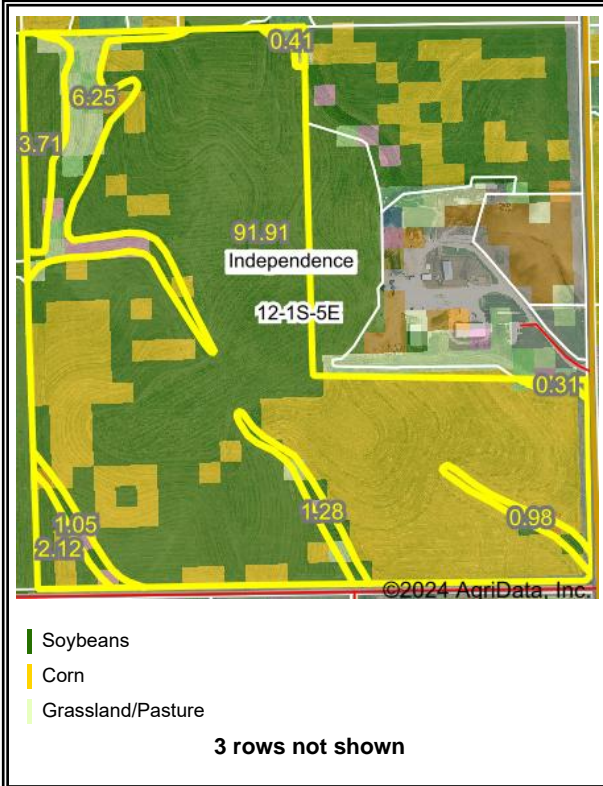 0.41
6.25
3.71
91.91
Independence
12-1S-5E
0.31
1.05
1.28
0.98
2.12
©2024 AgriData, Inc.
Soybeans
Corn
Grassland/Pasture
3 rows not shown